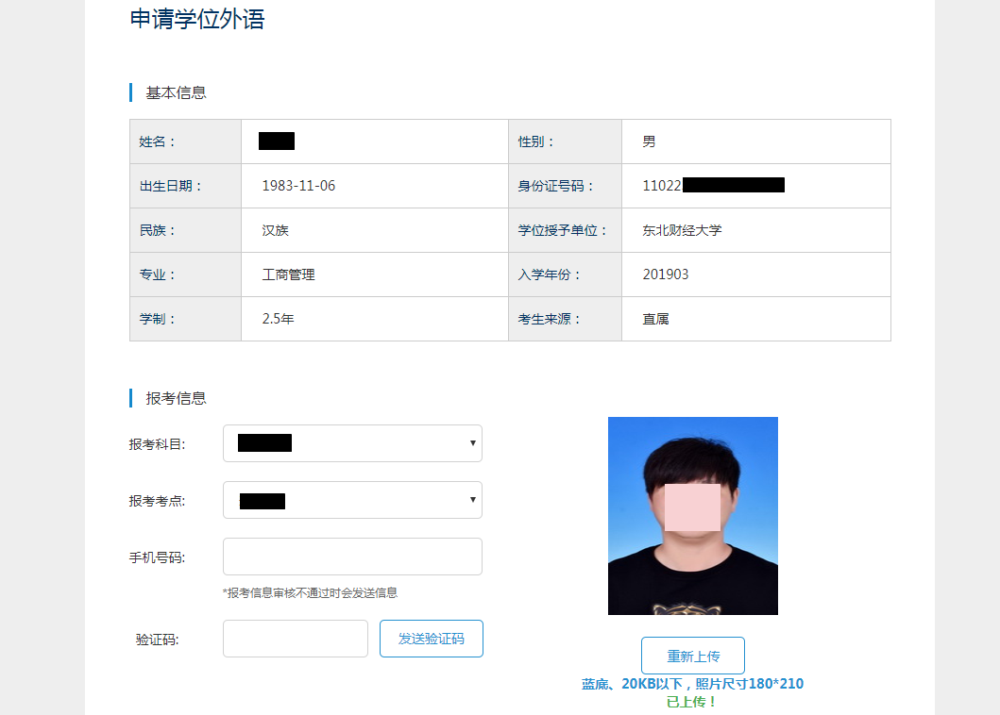 申请学位外语
基本信息
姓名： 性别： 男
出生日期： 1983-11-06 身份证号码： 11022
民族： 汉族 学位授予单位： 东北财经大学
专业： 工商管理 入学年份： 201903
学制： 2.5年 考生来源： 直属
报考信息
报考科目:
报考考点:
手机号码:
*报考信息审核不通过时会发送信息
验证码: 发送验证码
重新上传
蓝底、20KB以下，照片尺寸180*210
已上传！